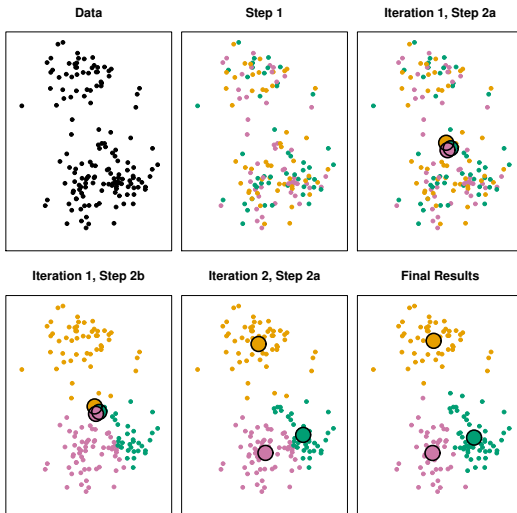 Data
Step 1
Iteration 1, Step 2a
Iteration 1, Step 2b
Iteration 2, Step 2a
Final Results